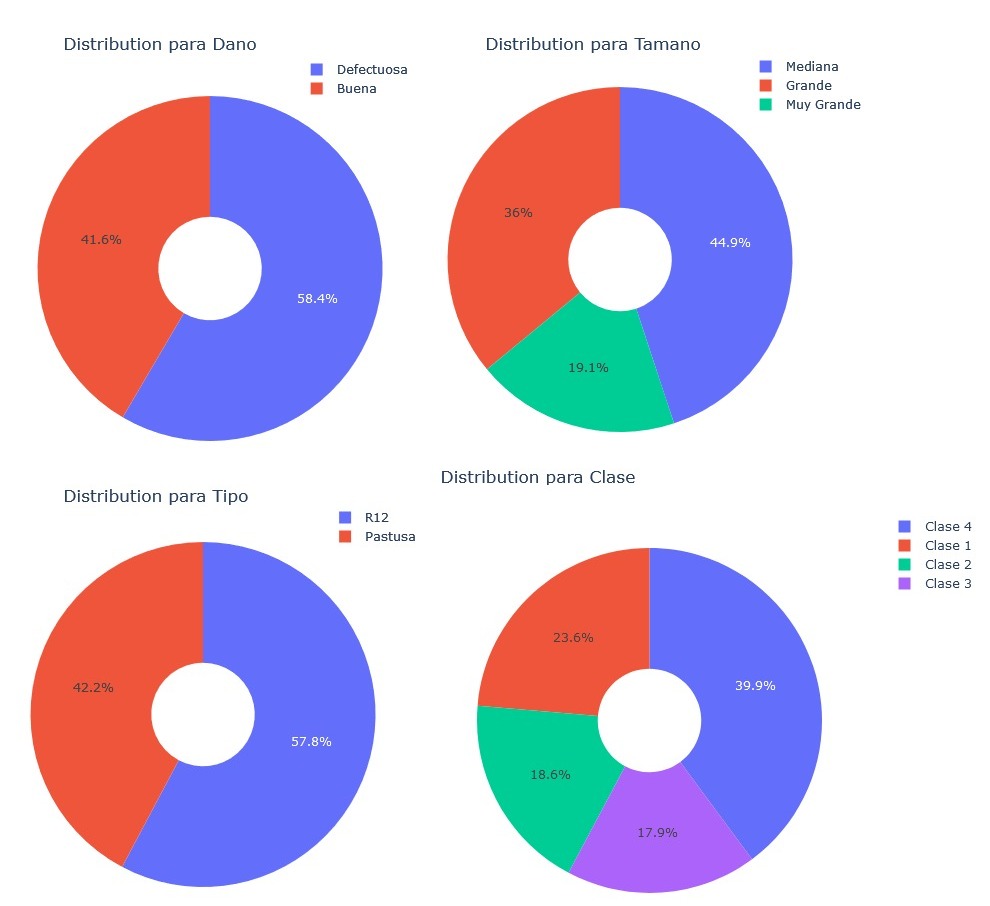 Distribution para Dano
Defectuosa
Buena
41.6%
58.4%
Distribution para Tamano
Mediana
Grande
Muy Grande
36%
44.9%
19.1%
Distribution para Tipo
R12
Pastusa
42.2%
57.8%
Distribution para Clase
Clase 4
Clase 1
Clase 2
Clase 3
23.6%
39.9%
18.6%
17.9%